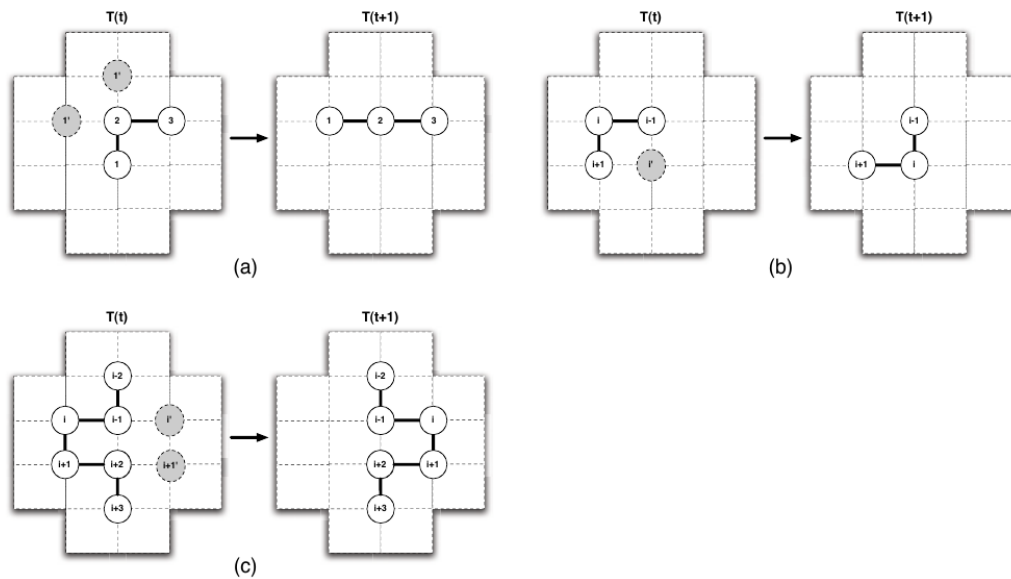 T(t) T(t+1) T(t) T(t+1)
1'
1' 2 3 1 2 3 i i-1 i-1
1 i+1 i' i+1 i
(a) (b)
T(t) T(t+1)
i-2 i-2
i i-1 i' i-1 i
i+1 i+2 i+1' i+2 i+1
i+3 i+3
(c)